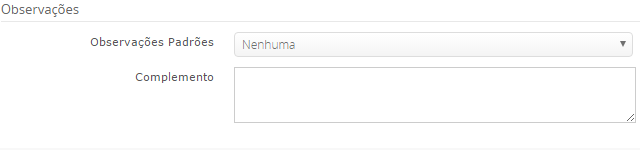 Observações
Observações Padrões
Nenhuma
Complemento